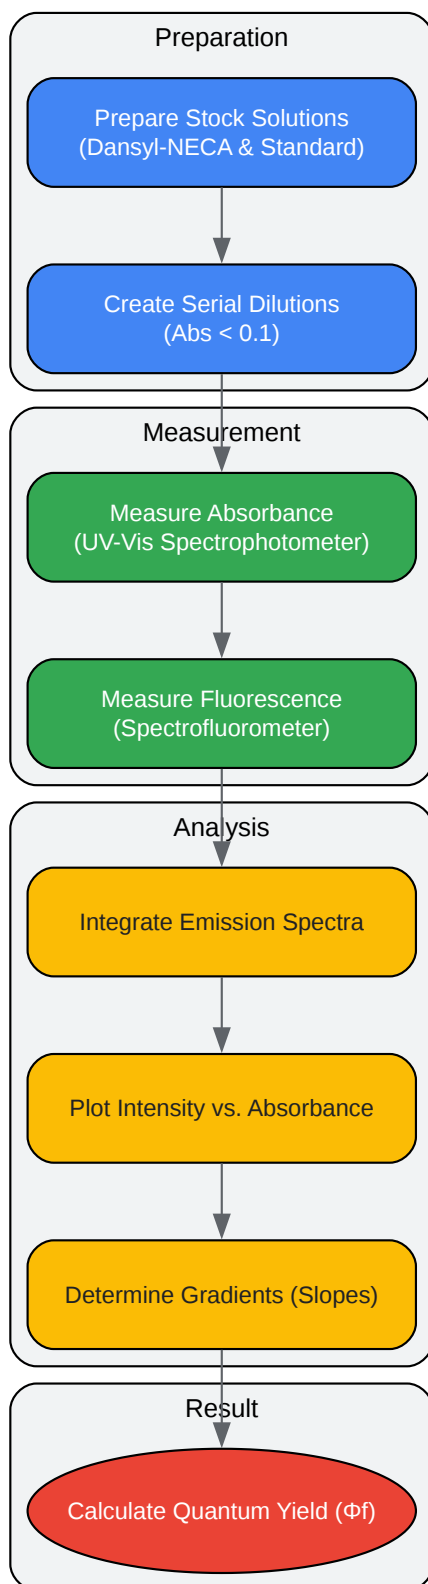 Preparation
Prepare Stock Solutions
(Dansyl-NECA & Standard)
Create Serial Dilutions
(Abs < 0.1)
Measurement
Measure Absorbance
(UV-Vis Spectrophotometer)
Measure Fluorescence
(Spectrofluorometer)
Analysis
Integrate Emission Spectra
Plot Intensity vs. Absorbance
Determine Gradients (Slopes)
Result
Calculate Quantum Yield (Φf)